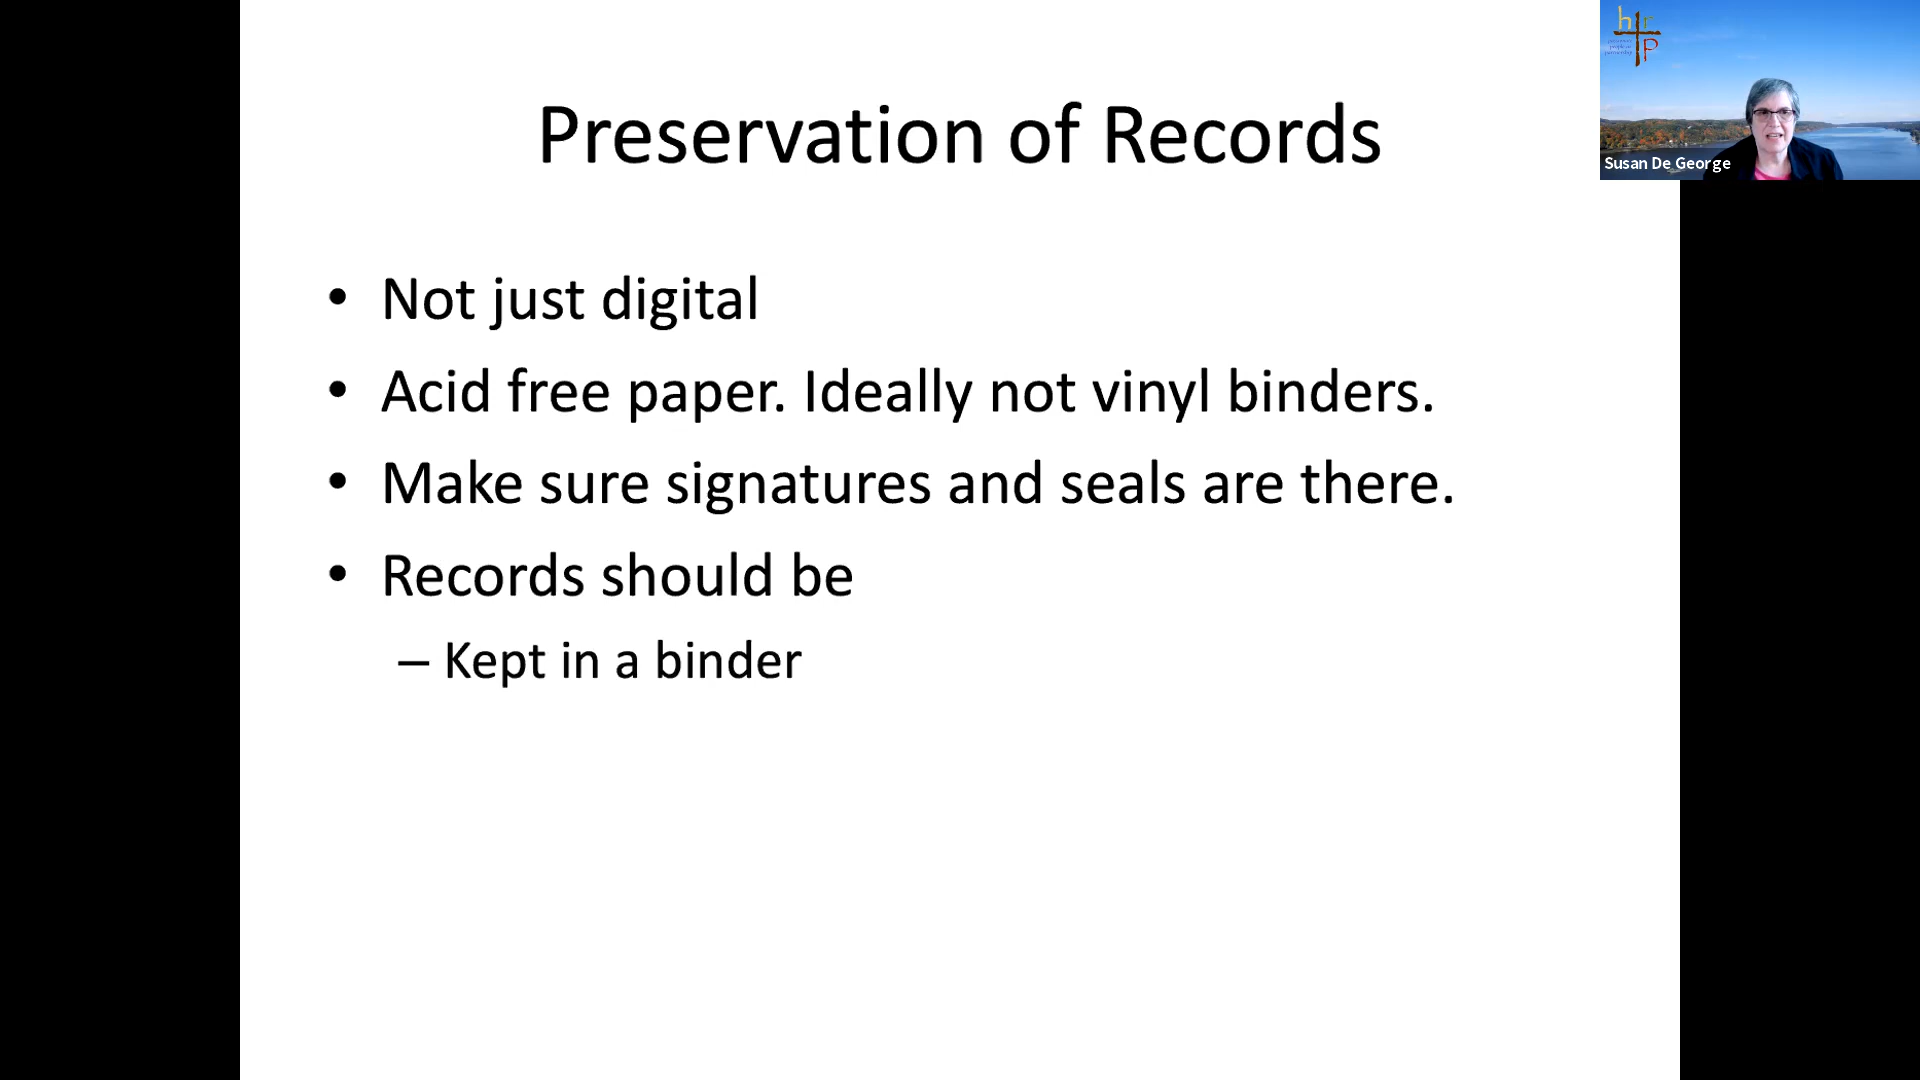 Preservation of Records
• Not just digital
• Acid free paper. Ideally not vinyl binders.
• Make sure signatures and seals are there.
• Records should be
– Kept in a binder
hr
p
Susan De George